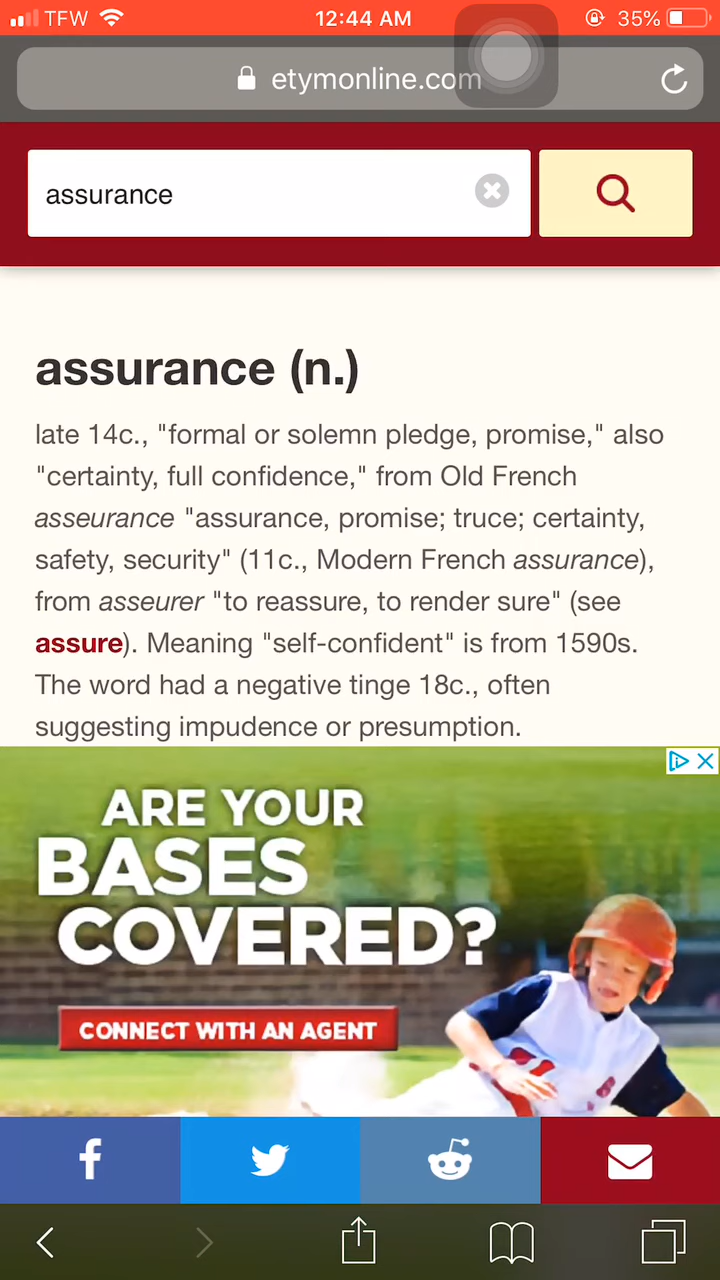 TFW 12:44 AM 35%
etymonline.com
assurance
assurance (n.)
late 14c., "formal or solemn pledge, promise," also
"certainty, full confidence," from Old French
asseurance "assurance, promise; truce; certainty,
safety, security" (11c., Modern French assurance),
from asseurer "to reassure, to render sure" (see
assure). Meaning "self-confident" is from 1590s.
The word had a negative tinge 18c., often
suggesting impudence or presumption.
ARE YOUR
BASES
COVERED?
CONNECT WITH AN AGENT